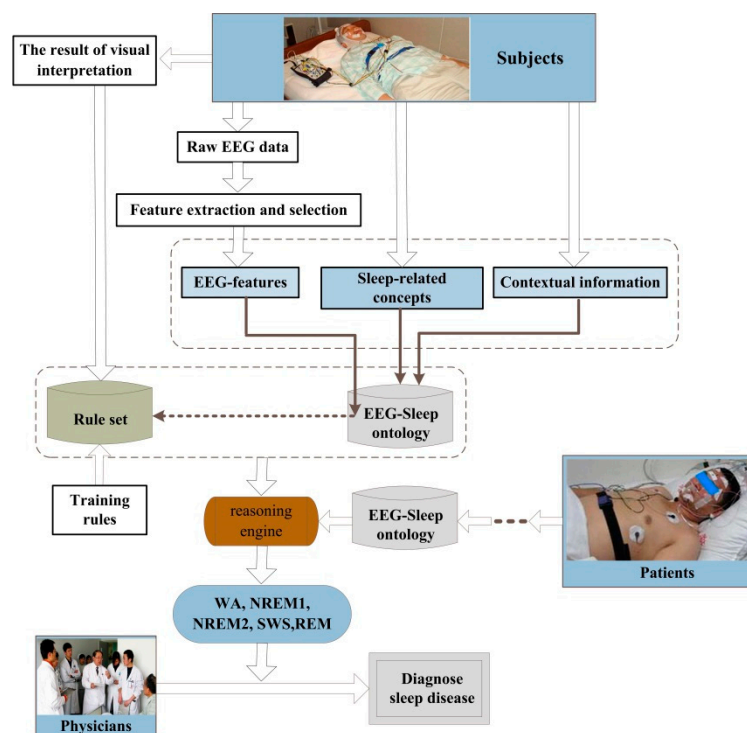 The result of visual
interpretation
Subjects
Raw EEG data
Feature extraction and selection
EEG-features
Sleep-related
concepts
Contextual information
Rule set
EEG-Sleep
ontology
Training
rules
reasoning
engine
EEG-Sleep
ontology
Patients
WA, NREM1,
NREM2, SWS,REM
Physicians
Diagnose
sleep disease